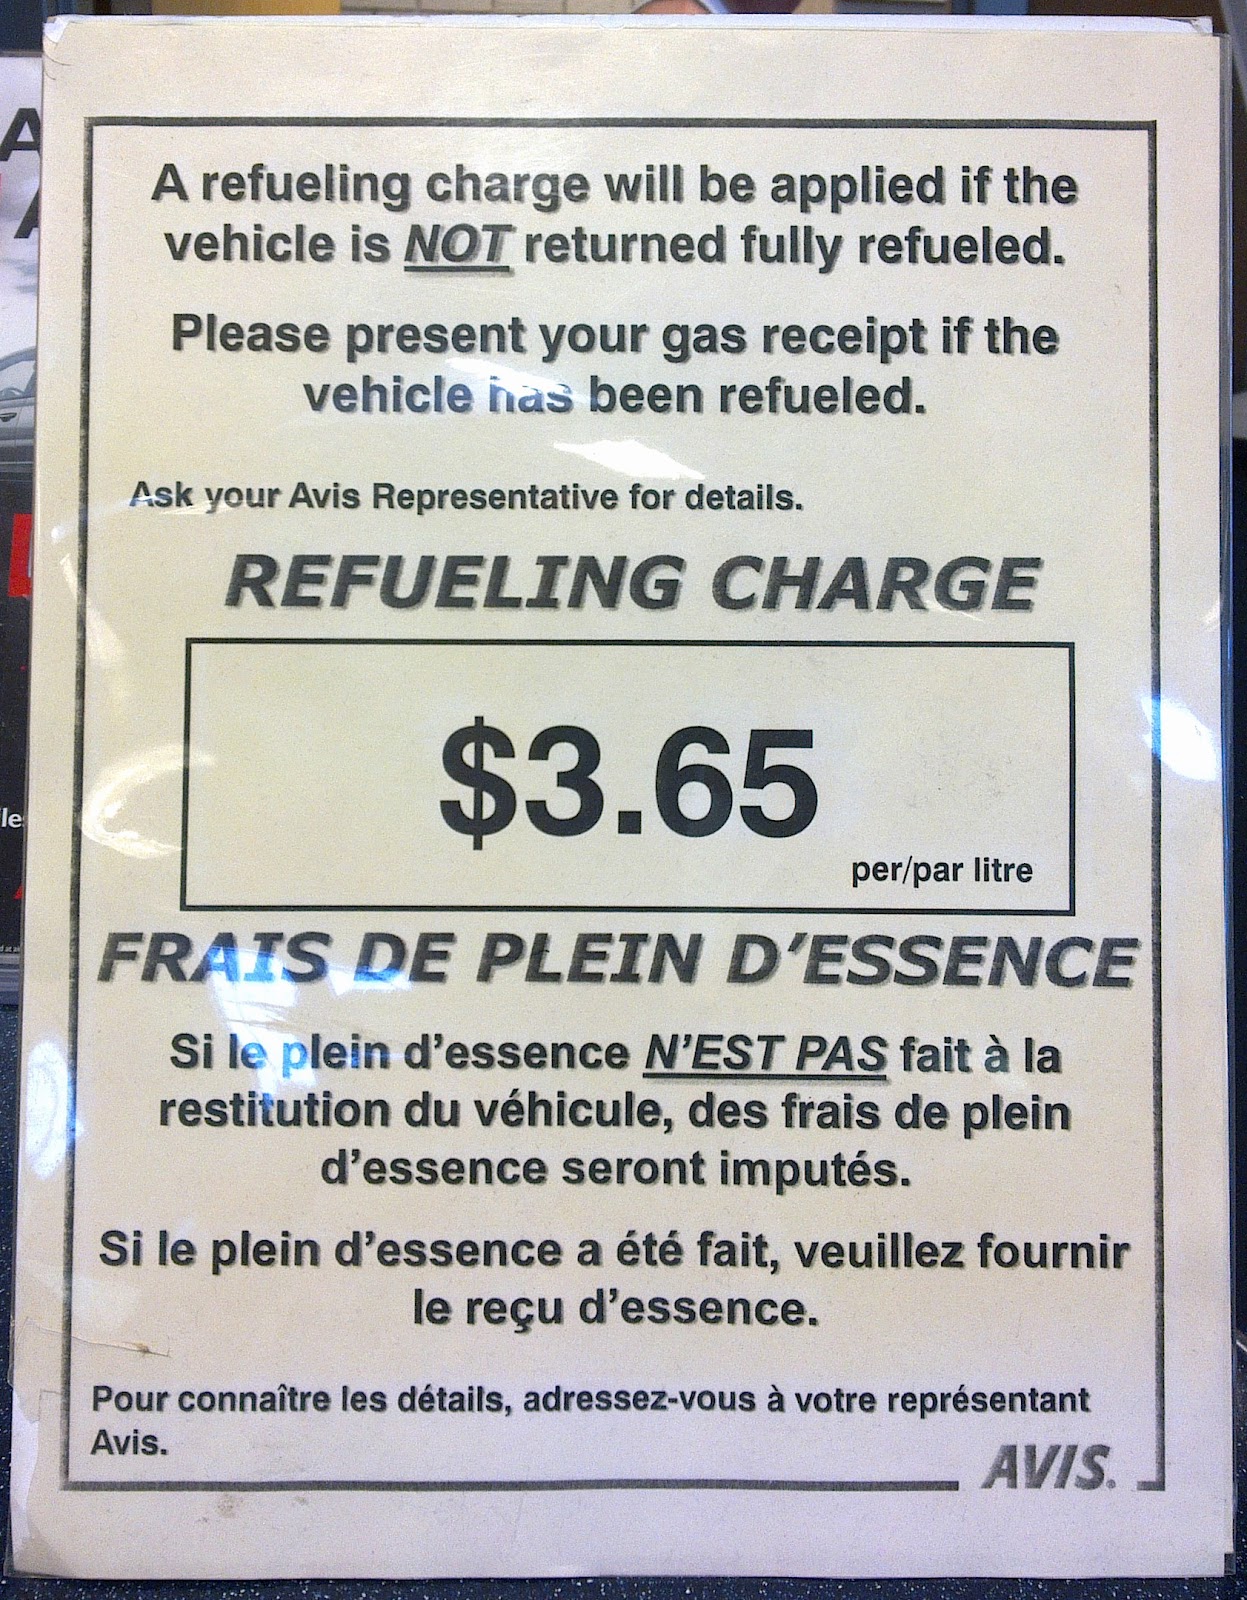 A refueling charge will be applied if the
vehicle is NOT returned fully refueled.
Please present your gas receipt if the
vehicle has been refueled.
Ask your Avis Representative for details.
REFUELING CHARGE
$3.65
per/par litre
FRAIS DE PLEIN D'ESSENCE
Si le plein d'essence N'EST PAS fait à la
restitution du véhicule, des frais de plein
d'essence seront imputés.
Si le plein d'essence a été fait, veuillez fournir
le reçu d'essence.
Pour connaître les détails, adressez-vous à votre représentant
Avis.
AVIS.